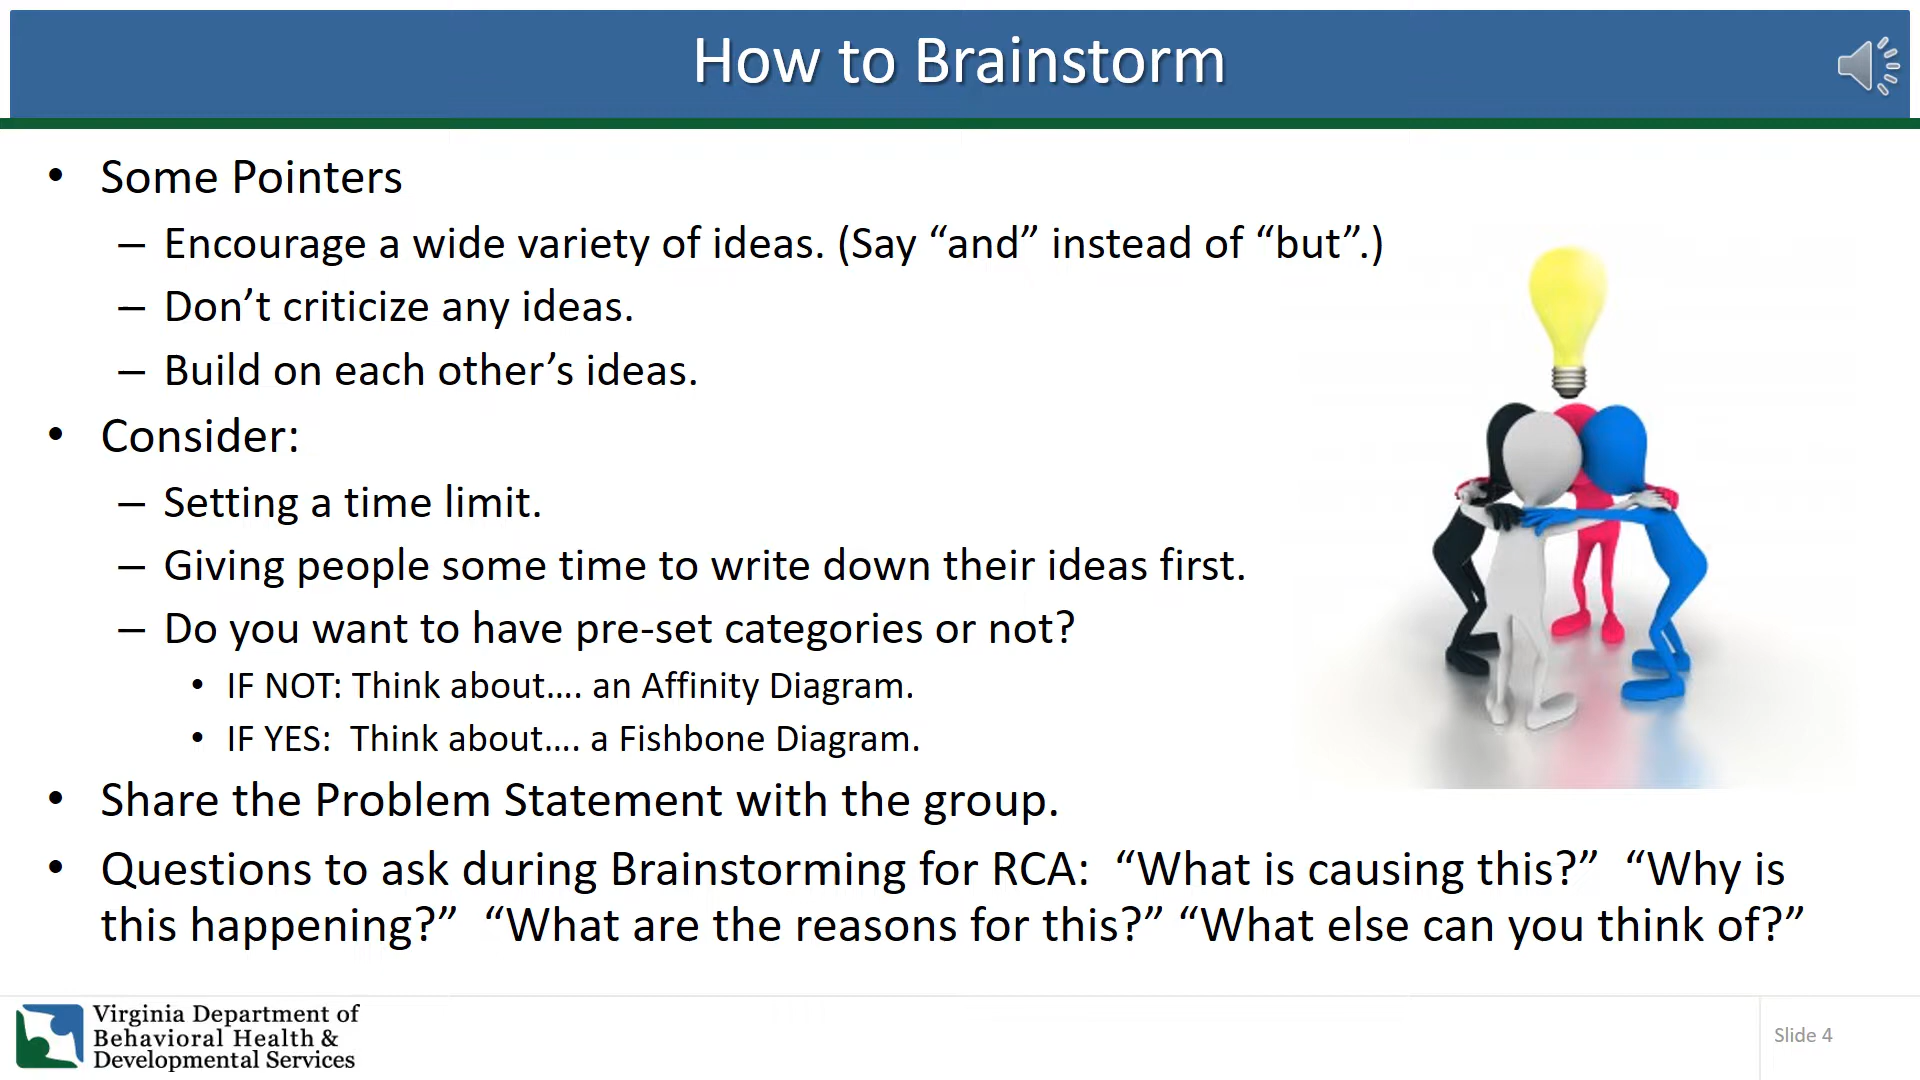 How to Brainstorm
• Some Pointers
– Encourage a wide variety of ideas. (Say “and” instead of “but”.)
– Don’t criticize any ideas.
– Build on each other’s ideas.
• Consider:
– Setting a time limit.
– Giving people some time to write down their ideas first.
– Do you want to have pre-set categories or not?
• IF NOT: Think about…. an Affinity Diagram.
• IF YES:  Think about…. a Fishbone Diagram.
• Share the Problem Statement with the group.
• Questions to ask during Brainstorming for RCA:  “What is causing this?”  “Why is
this happening?”  “What are the reasons for this?” “What else can you think of?”
Virginia Department of
Behavioral Health &
Developmental Services
Slide 4